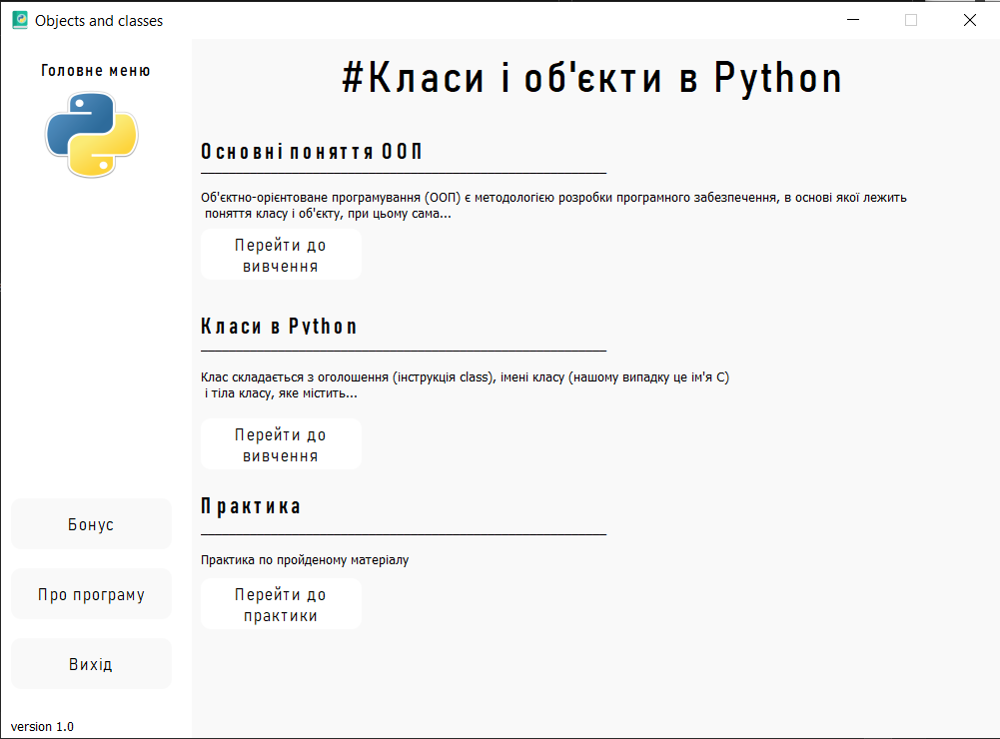 Objects and classes
Головне меню
#Класи і об'єкти в Python
Основні поняття ООП
Об'єктно-орієнтоване програмування (ООП) є методологією розробки програмного забезпечення, в основі якої лежить
поняття класу і об'єкту, при цьому сама...
Перейти до
вивчення
Класи в Python
Клас складається з оголошення (інструкція class), імені класу (нашому випадку це ім'я C)
і тіла класу, яке містить...
Перейти до
вивчення
Практика
Практика по пройденому матеріалу
Перейти до
практики
Бонус
Про програму
Вихід
version 1.0